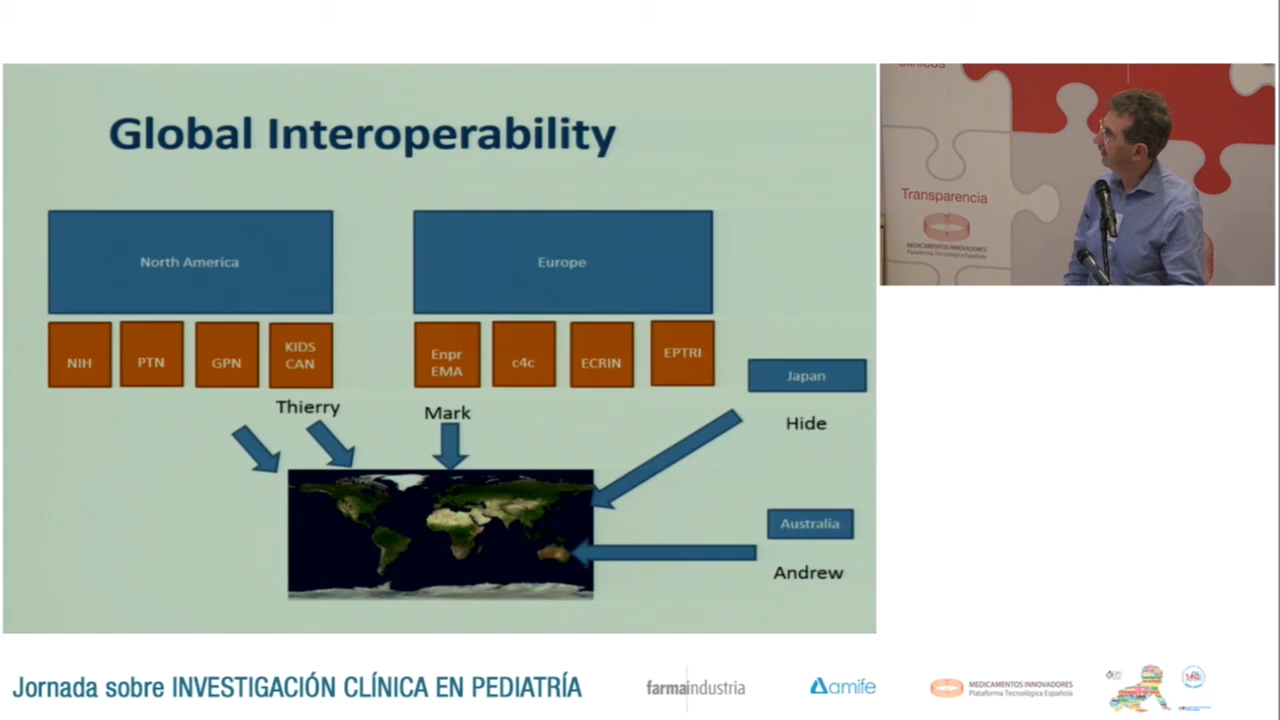 Global Interoperability
North America
Europe
NIH
PTN
GPN
KIDS
CAN
Enpr
EMA
c4c
ECRIN
EPTRI
Thierry
Mark
Japan
Hide
Australia
Andrew
Clínicos
Transparencia
MEDICAMENTOS INNOVADORES
Plataforma Tecnológica Española
Jornada sobre INVESTIGACIÓN CLÍNICA EN PEDIATRÍA
farmaindustria
amife
MEDICAMENTOS INNOVADORES
Plataforma Tecnológica Española